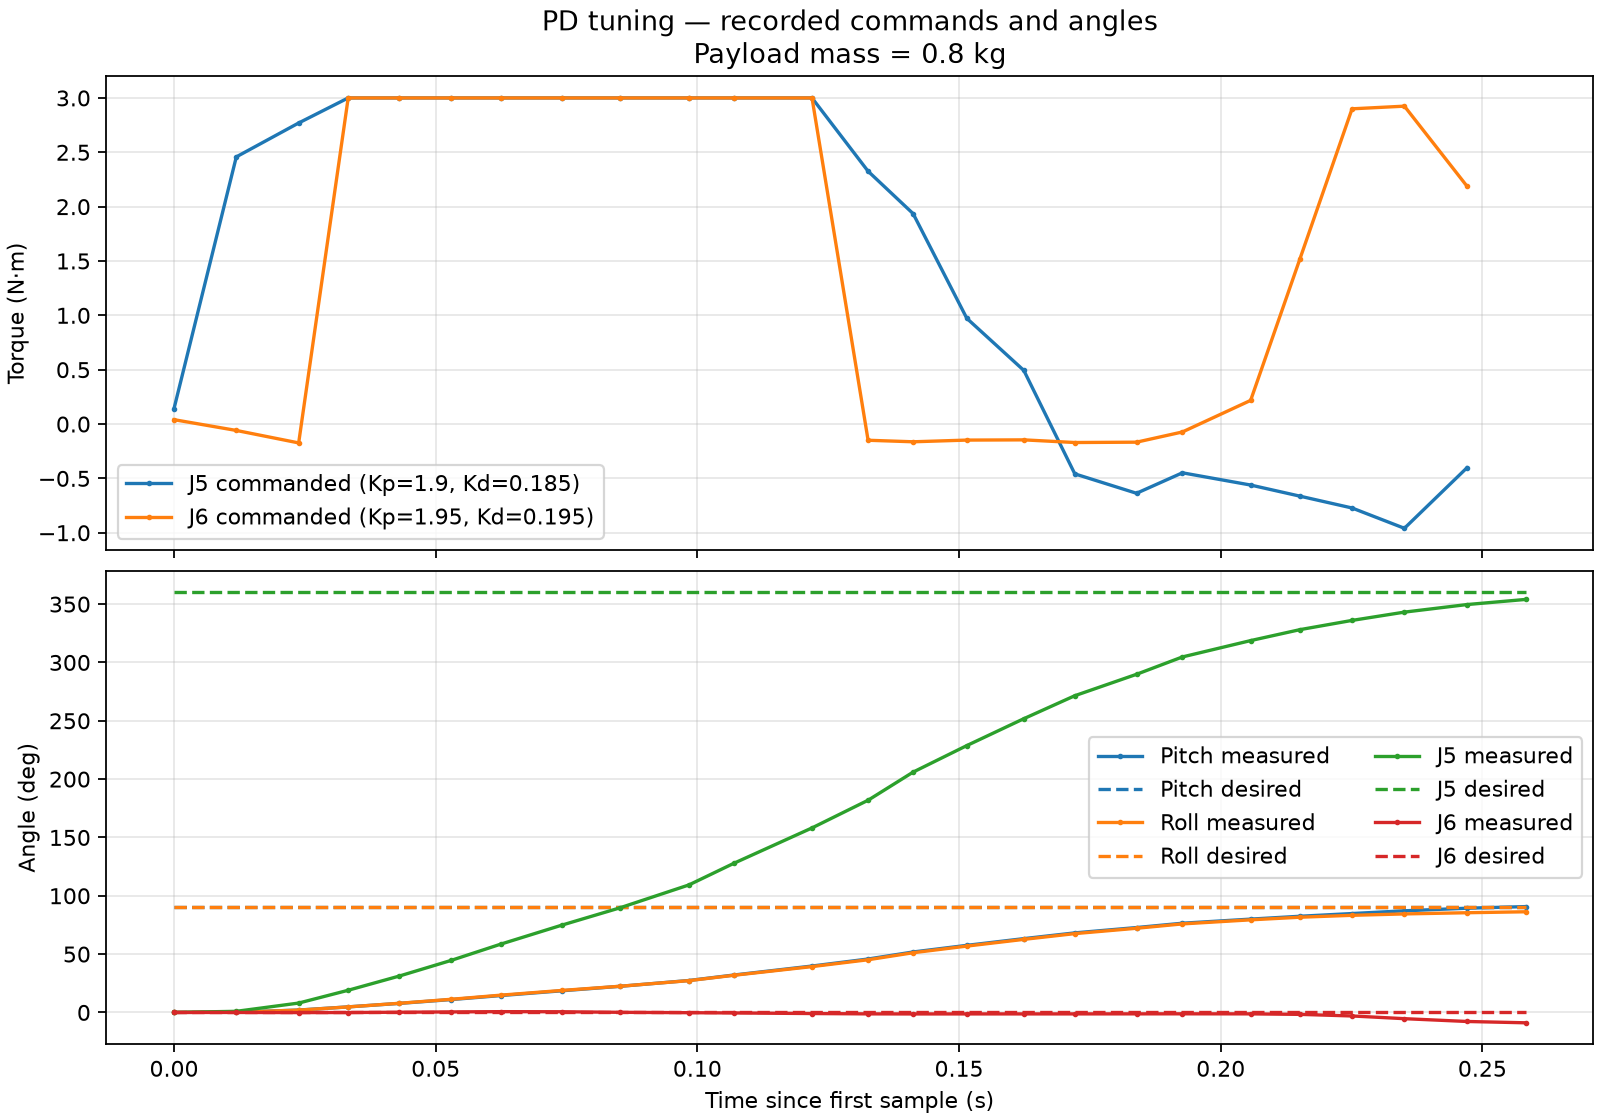 PD tuning — recorded commands and angles
Payload mass = 0.8 kg
Torque (N·m)
3.0
2.5
2.0
1.5
1.0
0.5
0.0
−0.5
−1.0
J5 commanded (Kp=1.9, Kd=0.185)
J6 commanded (Kp=1.95, Kd=0.195)
Angle (deg)
350
300
250
200
150
100
50
0
Pitch measured
Pitch desired
Roll measured
Roll desired
J5 measured
J5 desired
J6 measured
J6 desired
0.00 0.05 0.10 0.15 0.20 0.25
Time since first sample (s)